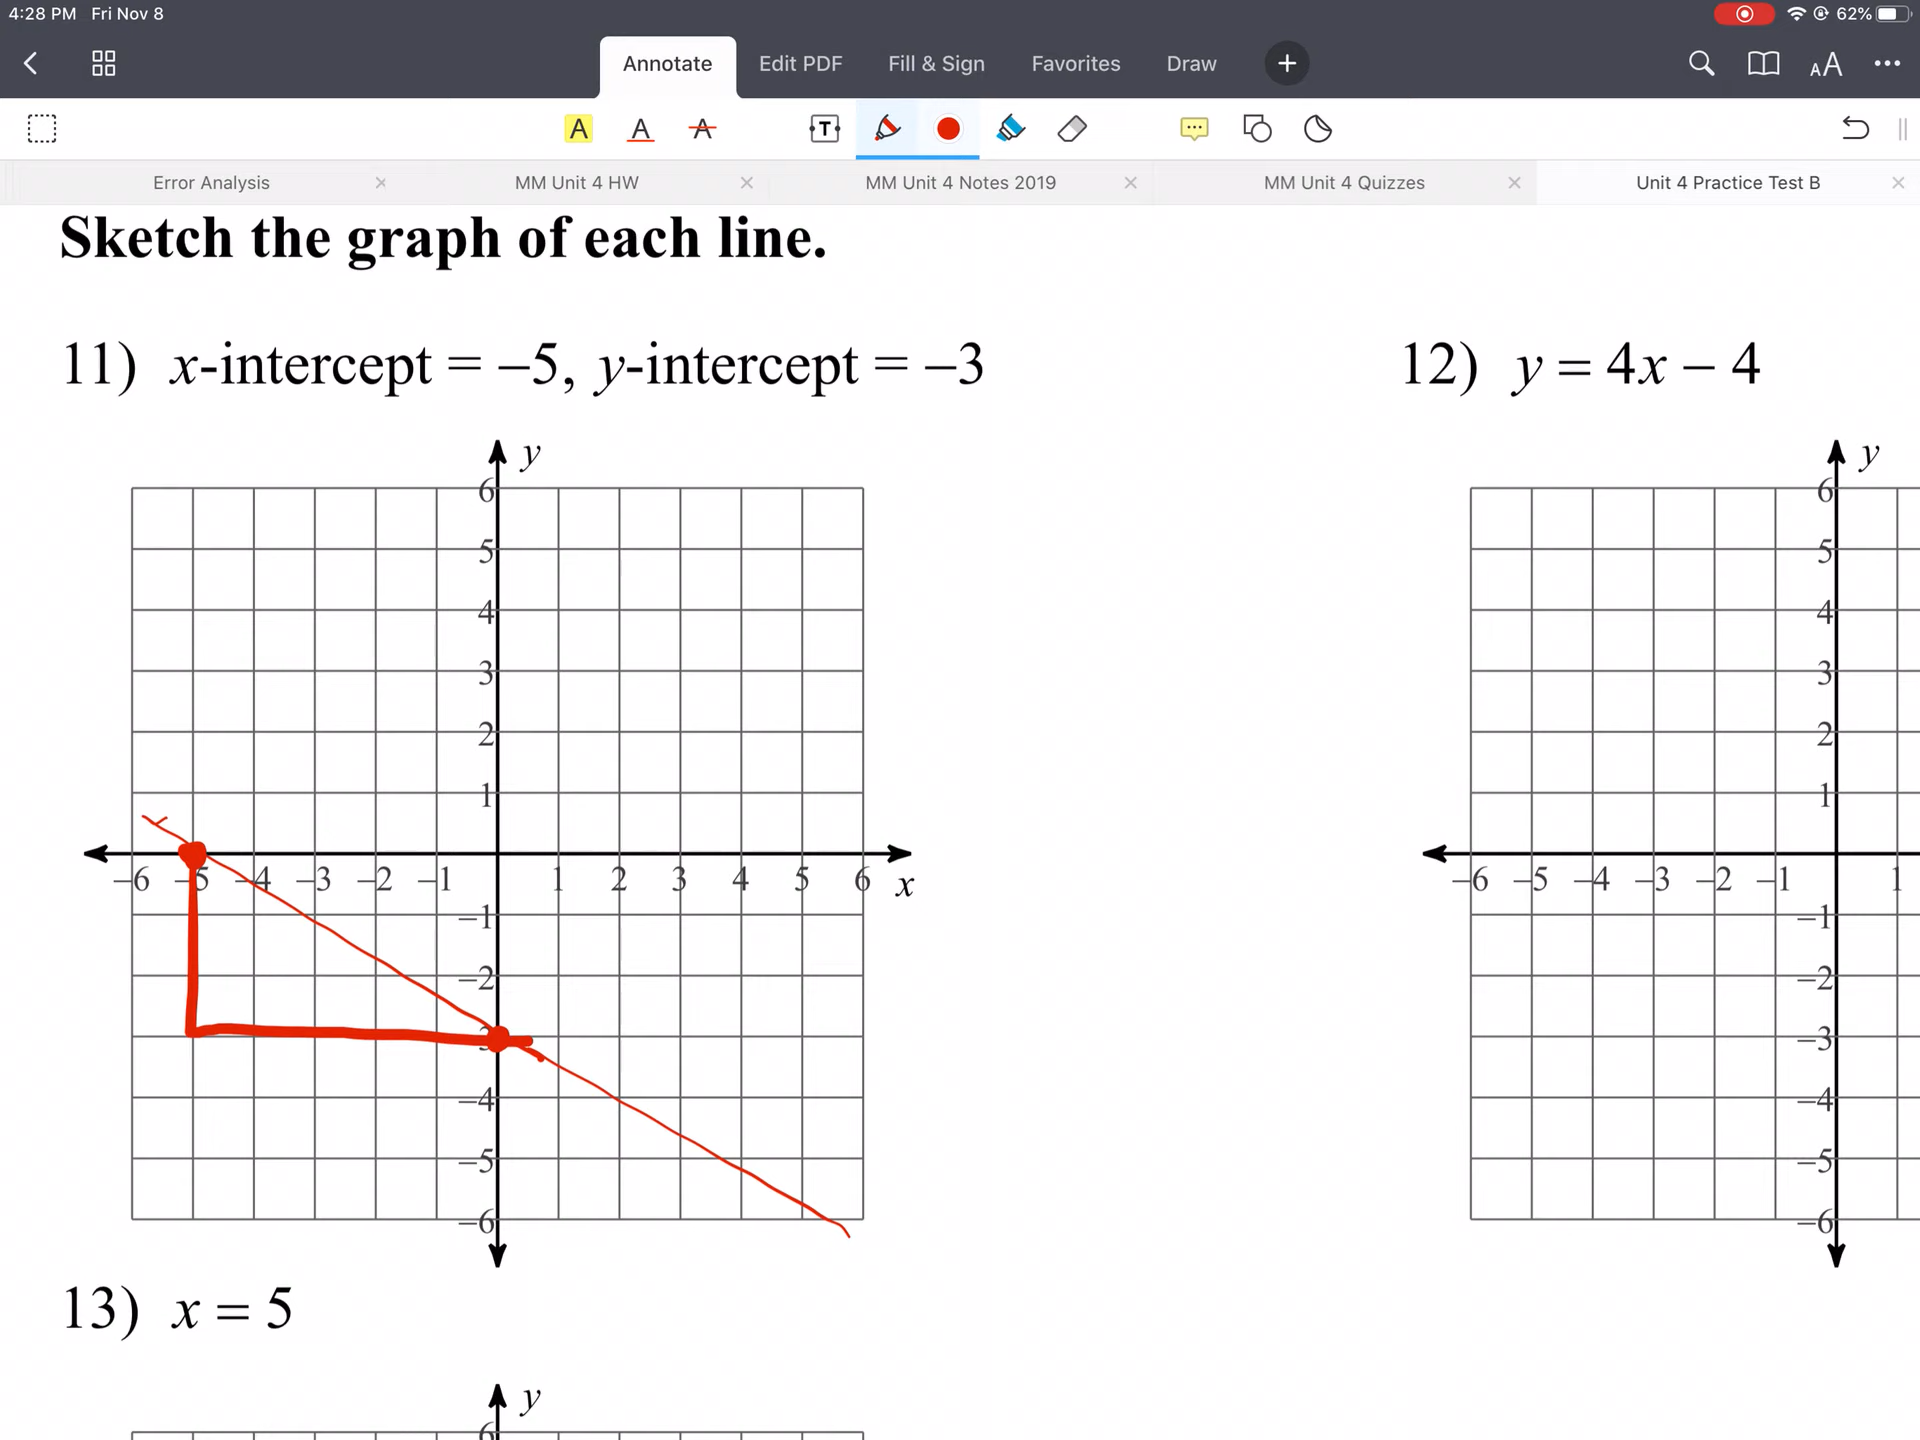 4:28 PM Fri Nov 8
62%
Annotate Edit PDF Fill & Sign Favorites Draw
A A A T AA
Error Analysis MM Unit 4 HW MM Unit 4 Notes 2019 MM Unit 4 Quizzes Unit 4 Practice Test B
Sketch the graph of each line.
11) x-intercept = –5, y-intercept = –3
12) y = 4x – 4
y
6
5
4
3
2
1
–6 –5 –4 –3 –2 –1 1 2 3 4 5 6 x
–1
–2
3
–4
–5
–6
y
6
5
4
3
2
1
–6 –5 –4 –3 –2 –1 1
–1
–2
–3
–4
–5
–6
13) x = 5
y
6